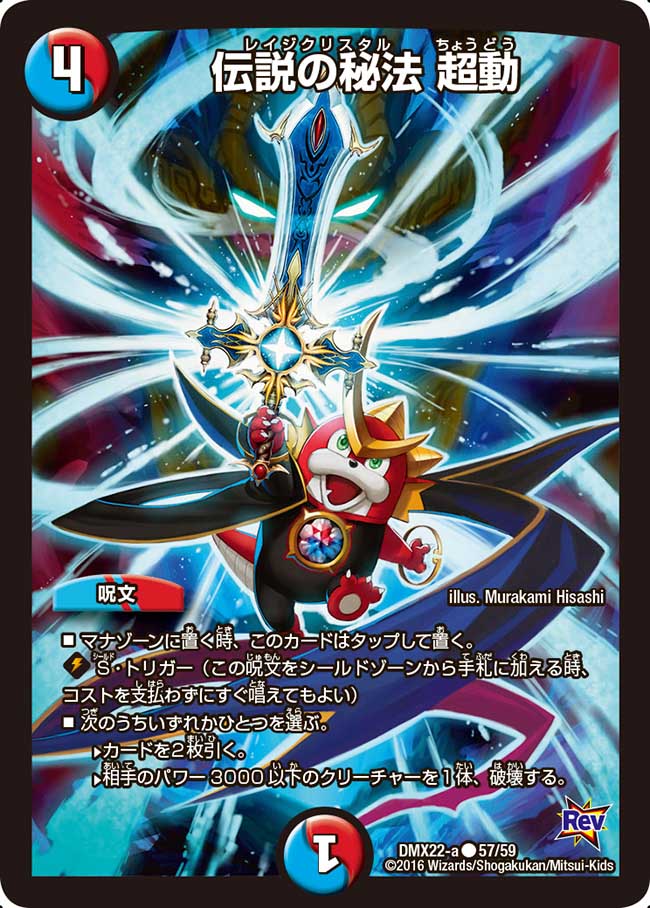 4
レイジクリスタル ちょうどう
伝説の秘法 超動
呪文
illus. Murakami Hisashi
■ マナゾーンに置く時、このカードはタップして置く。
S・トリガー（この呪文をシールドゾーンから手札に加える時、
コストを支払わずにすぐ唱えてもよい）
■ 次のうちいずれかひとつを選ぶ。
▶カードを2枚引く。
▶相手のパワー3000以下のクリーチャーを1体、破壊する。
1
Rev
DMX22-a●57/59
©2016 Wizards/Shogakukan/Mitsui-Kids